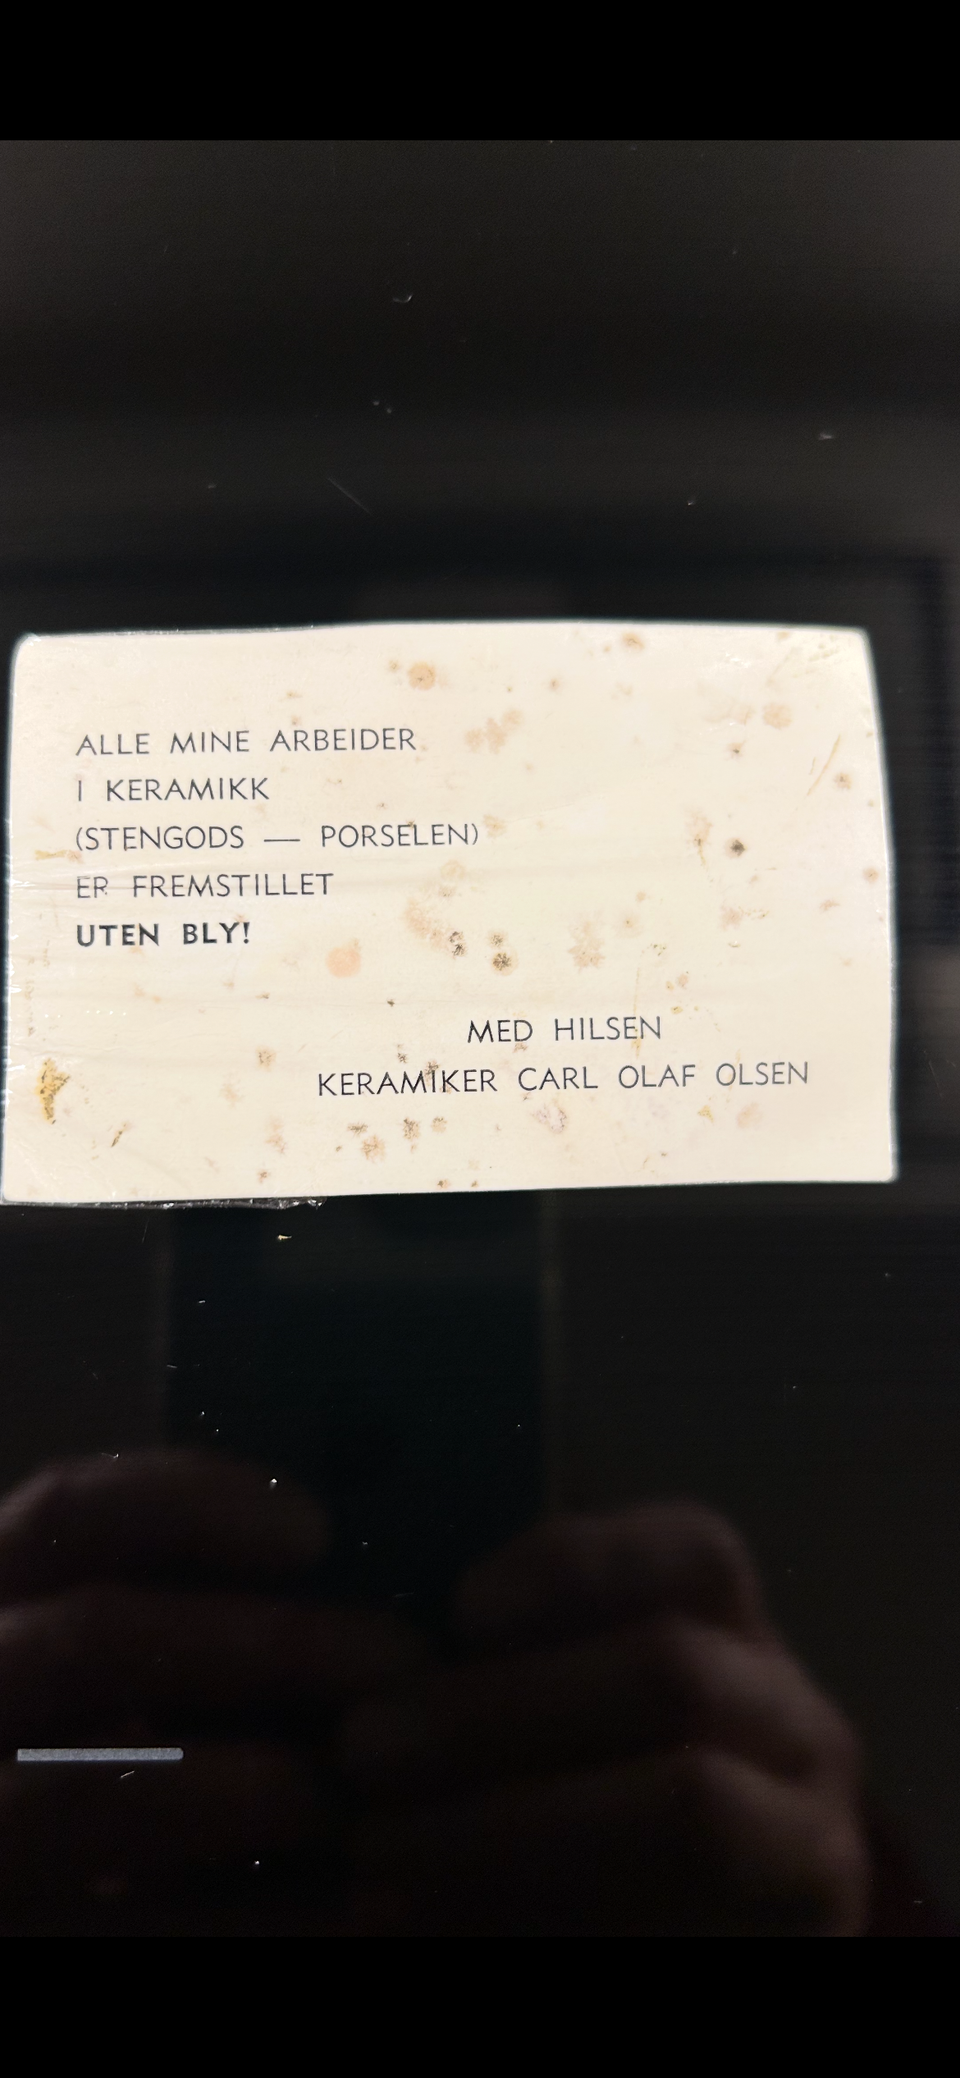 ALLE MINE ARBEIDER
I KERAMIKK
(STENGODS — PORSELEN)
ER FREMSTILLET
UTEN BLY!
MED HILSEN
KERAMIKER CARL OLAF OLSEN